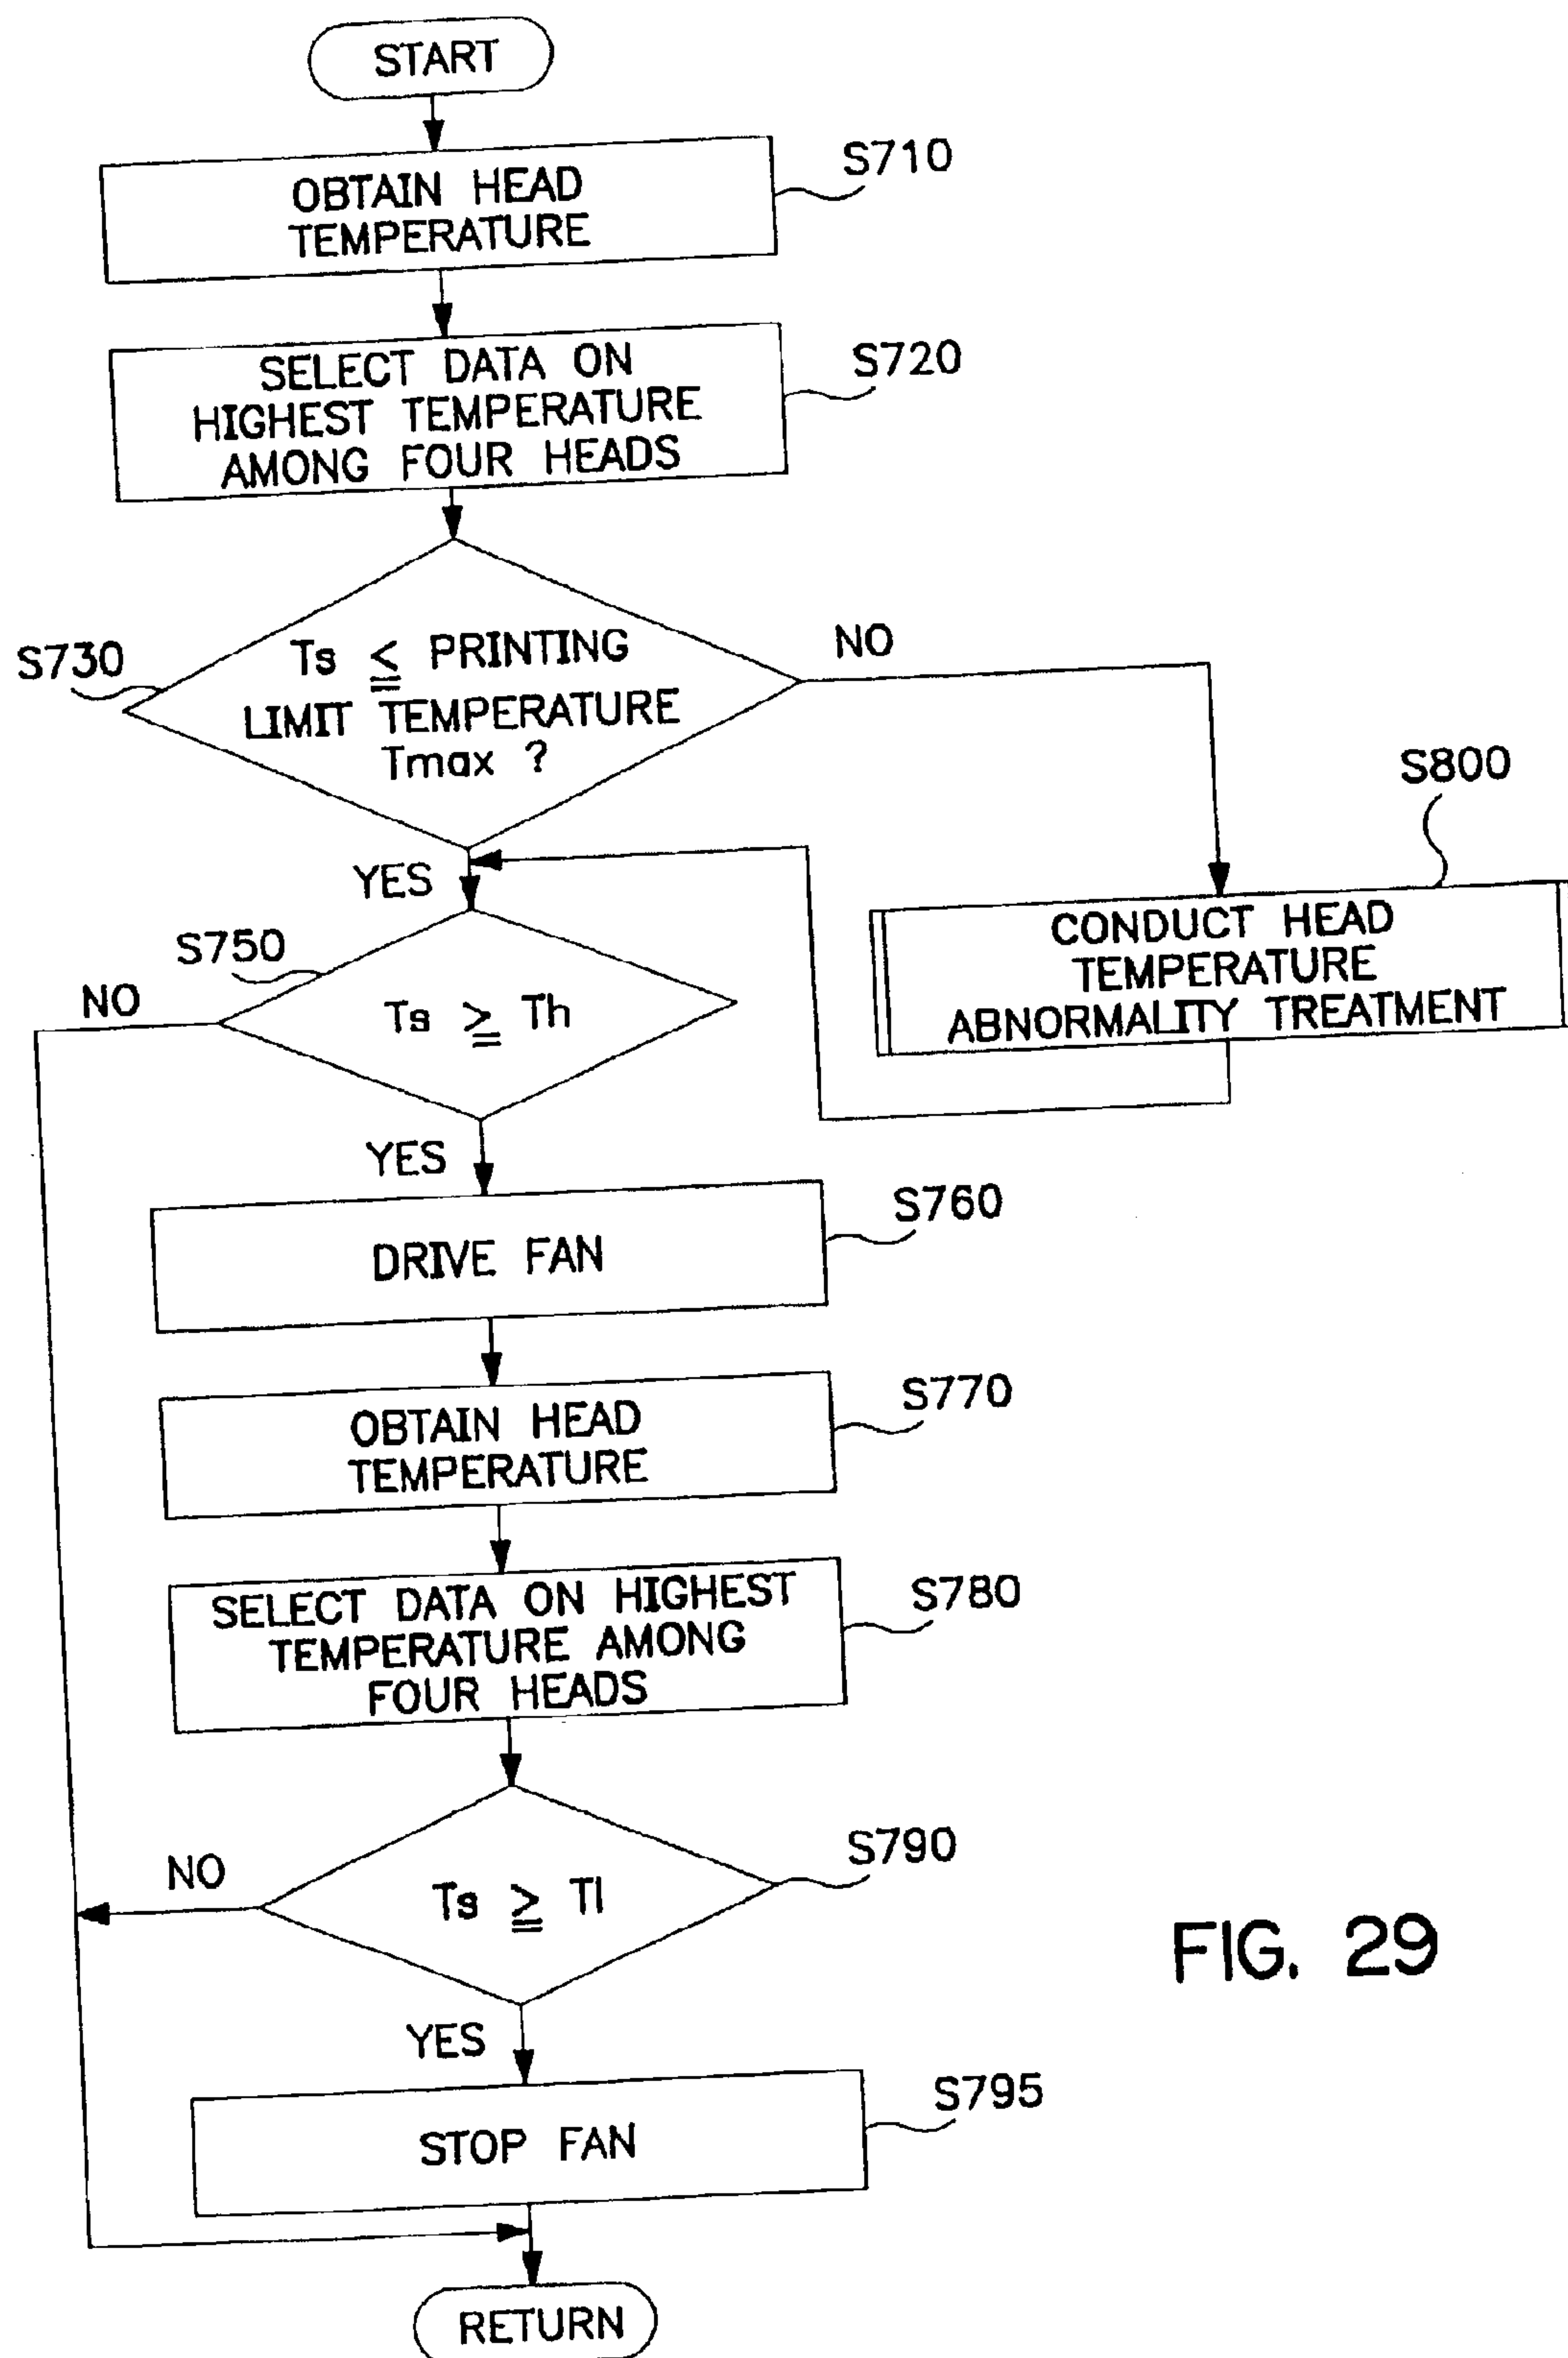 START
OBTAIN HEAD
TEMPERATURE
S710
SELECT DATA ON
HIGHEST TEMPERATURE
AMONG FOUR HEADS
S720
S730
Ts ≦ PRINTING
LIMIT TEMPERATURE
Tmax ?
NO
YES
S800
CONDUCT HEAD
TEMPERATURE
ABNORMALITY TREATMENT
S750
NO
Ts ≧ Th
YES
S760
DRIVE FAN
S770
OBTAIN HEAD
TEMPERATURE
S780
SELECT DATA ON HIGHEST
TEMPERATURE AMONG
FOUR HEADS
S790
NO
Ts ≧ Tl
YES
FIG. 29
S795
STOP FAN
RETURN